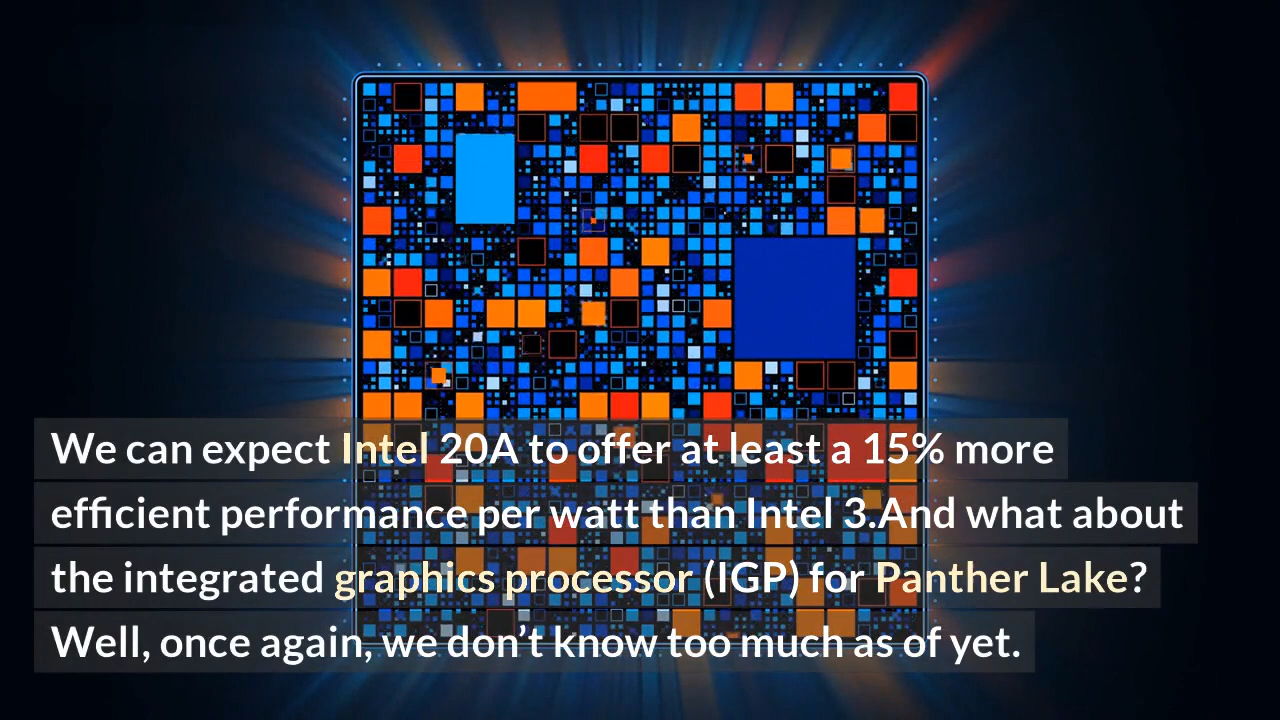 We can expect Intel 20A to offer at least a 15% more
efficient performance per watt than Intel 3.And what about
the integrated graphics processor (IGP) for Panther Lake?
Well, once again, we don’t know too much as of yet.